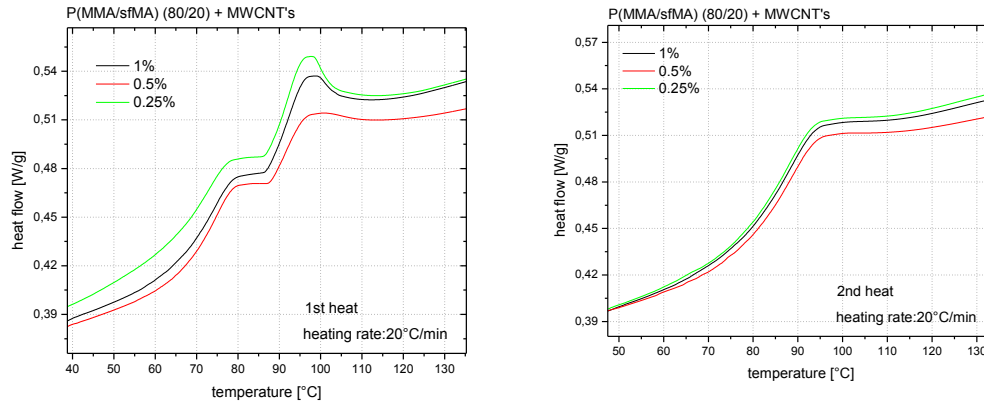 P(MMA/sfMA) (80/20) + MWCNT's
1%
0.5%
0.25%
0,54
0,51
0,48
0,45
0,42
0,39
heat flow [W/g]
1st heat
heating rate:20°C/min
40 50 60 70 80 90 100 110 120 130
temperature [°C]
P(MMA/sfMA) (80/20) + MWCNT's
1%
0.5%
0.25%
0,57
0,54
0,51
0,48
0,45
0,42
0,39
heat flow [W/g]
2nd heat
heating rate:20°C/min
50 60 70 80 90 100 110 120 130
temperature [°C]